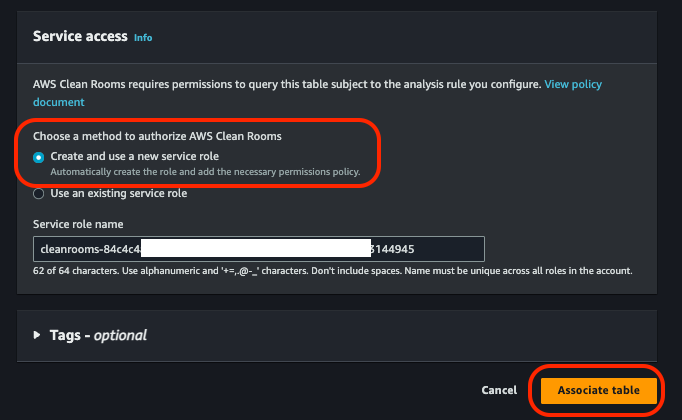 Service access Info
AWS Clean Rooms requires permissions to query this table subject to the analysis rule you configure. View policy
document
Choose a method to authorize AWS Clean Rooms
Create and use a new service role
Automatically create the role and add the necessary permissions policy.
Use an existing service role
Service role name
cleanrooms-84c4c4 3144945
62 of 64 characters. Use alphanumeric and '+=,.@-_' characters. Don't include spaces. Name must be unique across all roles in the account.
Tags - optional
Cancel Associate table